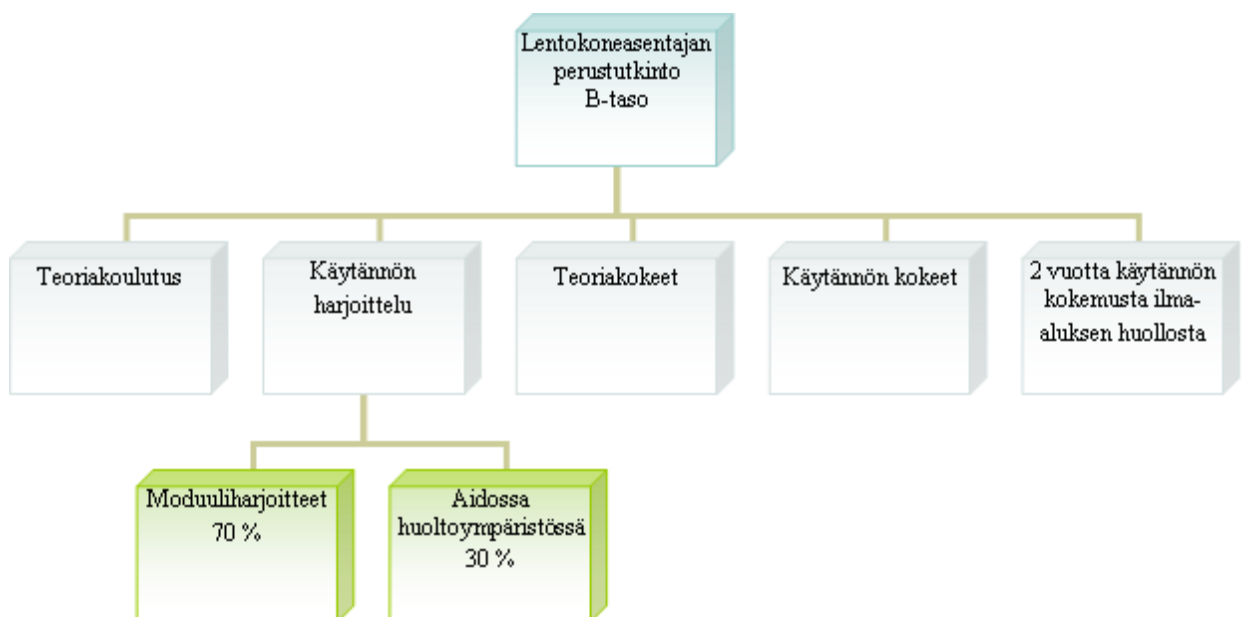 Lentokoneasentajan
perustutkinto
B-taso
Teoriakoulutus
Käytännön
harjoittelu
Teoriakokeet
Käytännön kokeet
2 vuotta käytännön
kokemusta ilma-
aluksen huollosta
Moduuliharjoitteet
70 %
Aidossa
huoltoympäristössä
30 %